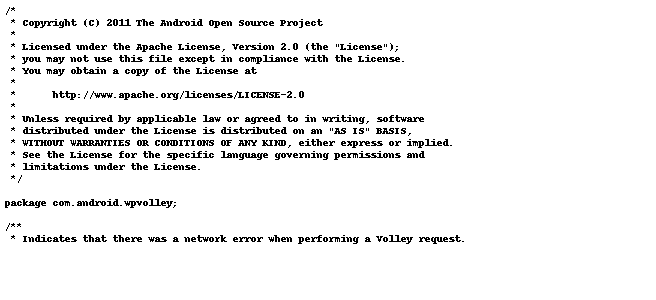 /*
 * Copyright (C) 2011 The Android Open Source Project
 *
 * Licensed under the Apache License, Version 2.0 (the "License");
 * you may not use this file except in compliance with the License.
 * You may obtain a copy of the License at
 *
 *      http://www.apache.org/licenses/LICENSE-2.0
 *
 * Unless required by applicable law or agreed to in writing, software
 * distributed under the License is distributed on an "AS IS" BASIS,
 * WITHOUT WARRANTIES OR CONDITIONS OF ANY KIND, either express or implied.
 * See the License for the specific language governing permissions and
 * limitations under the License.
 */

package com.android.wpvolley;

/**
 * Indicates that there was a network error when performing a Volley request.